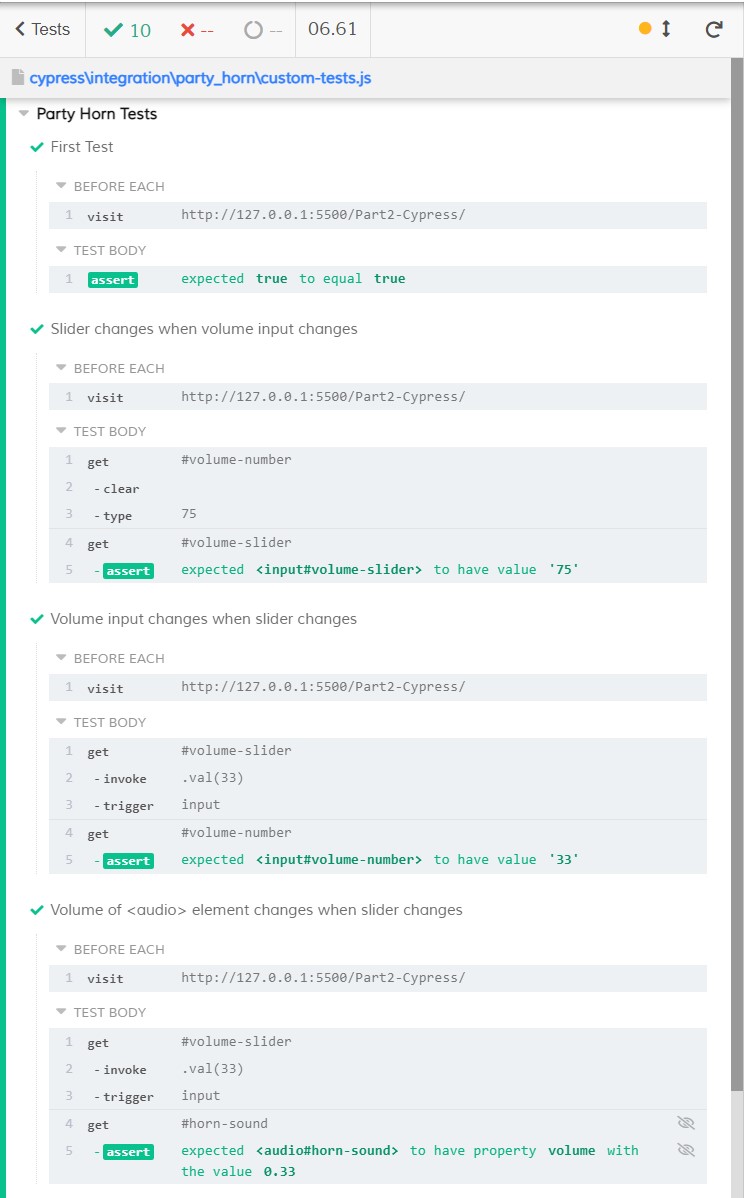 Tests 10 -- -- 06.61
cypress\integration\party_horn\custom-tests.js
Party Horn Tests
First Test
BEFORE EACH
1 visit http://127.0.0.1:5500/Part2-Cypress/
TEST BODY
1 assert expected true to equal true
Slider changes when volume input changes
BEFORE EACH
1 visit http://127.0.0.1:5500/Part2-Cypress/
TEST BODY
1 get #volume-number
2 -clear
3 -type 75
4 get #volume-slider
5 -assert expected <input#volume-slider> to have value '75'
Volume input changes when slider changes
BEFORE EACH
1 visit http://127.0.0.1:5500/Part2-Cypress/
TEST BODY
1 get #volume-slider
2 -invoke .val(33)
3 -trigger input
4 get #volume-number
5 -assert expected <input#volume-number> to have value '33'
Volume of <audio> element changes when slider changes
BEFORE EACH
1 visit http://127.0.0.1:5500/Part2-Cypress/
TEST BODY
1 get #volume-slider
2 -invoke .val(33)
3 -trigger input
4 get #horn-sound
5 -assert expected <audio#horn-sound> to have property volume with
the value 0.33